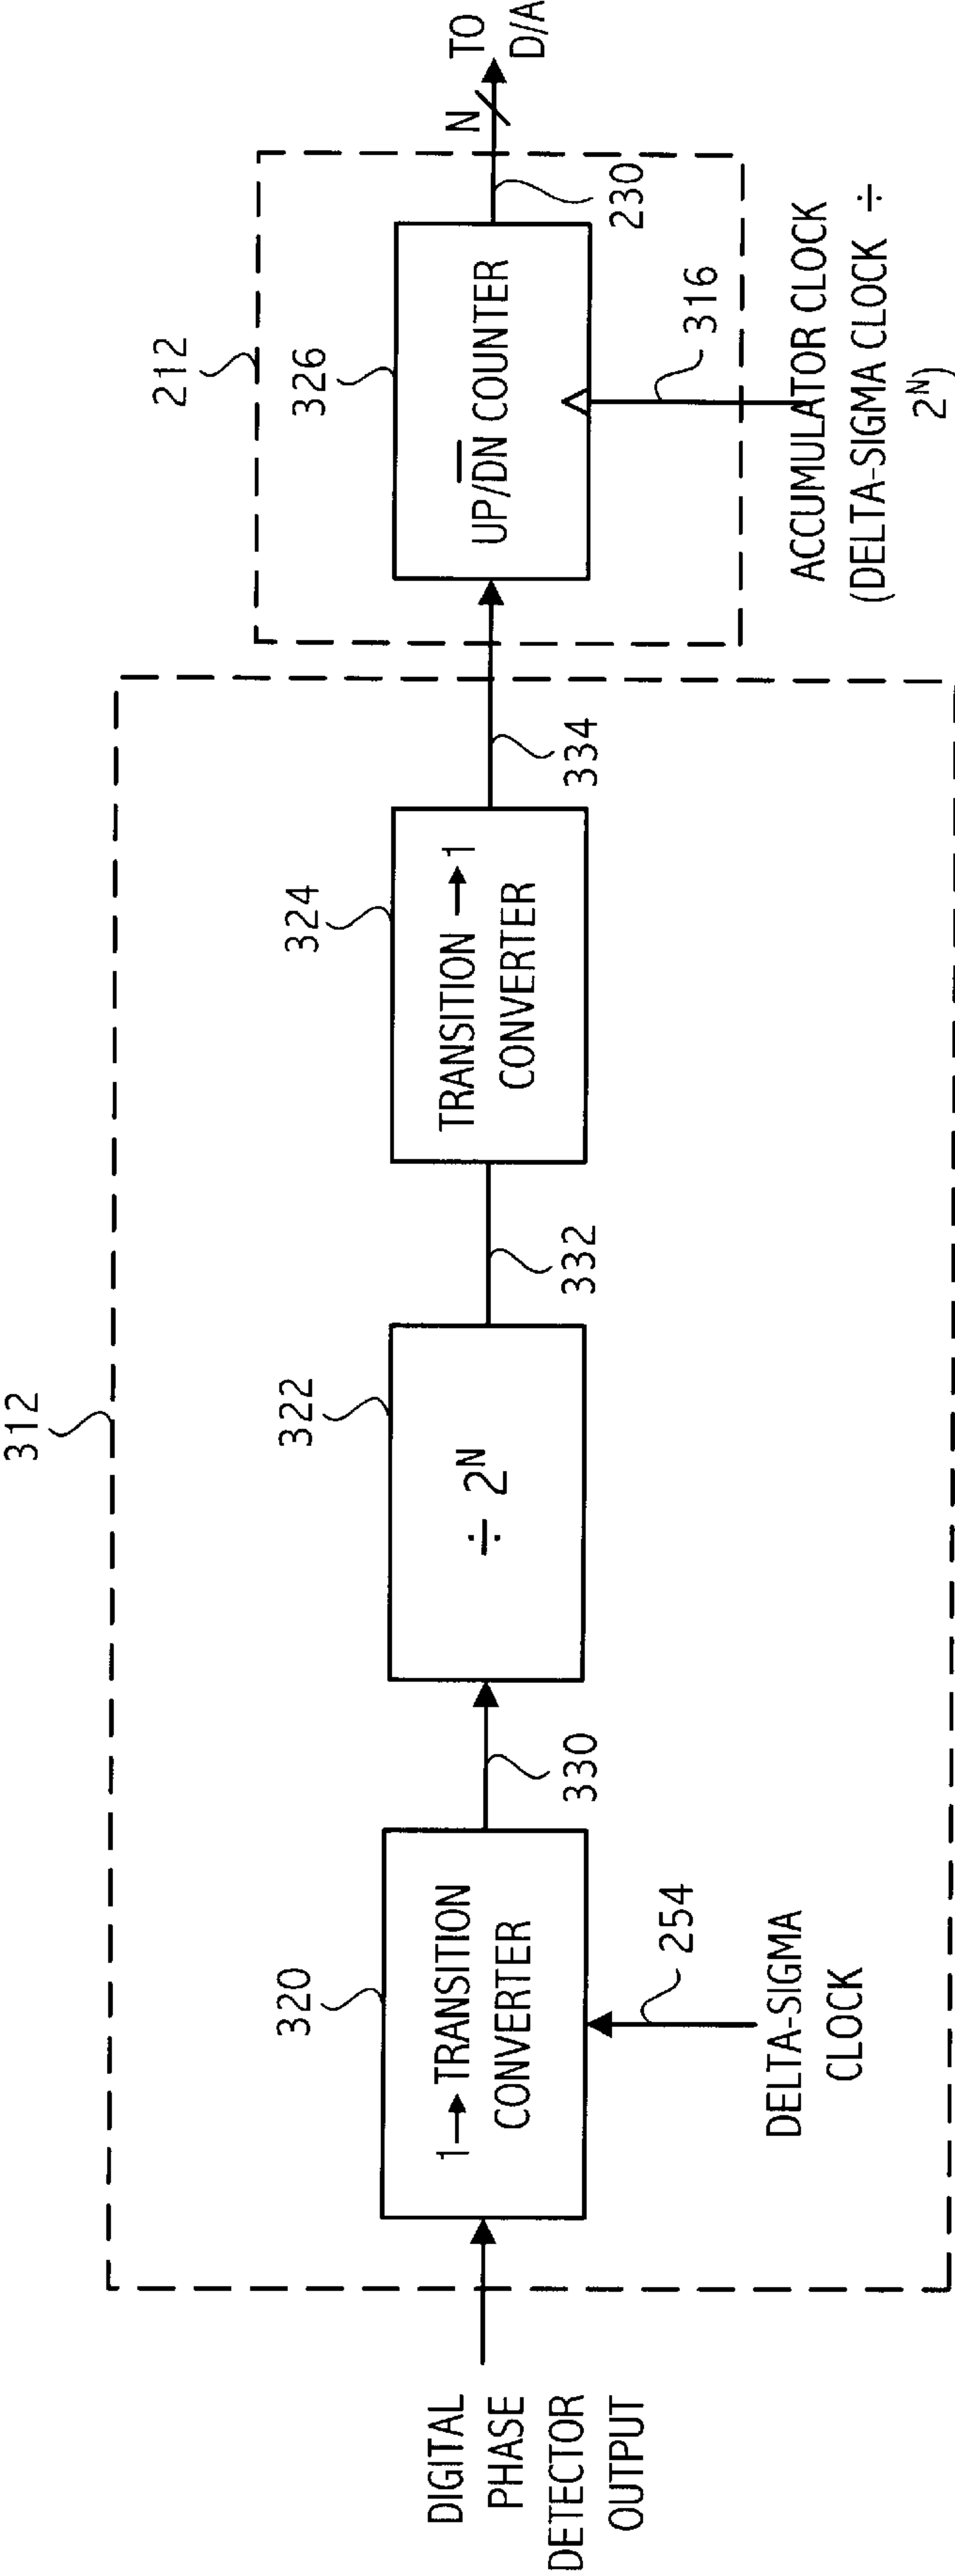 DIGITAL
PHASE
DETECTOR
OUTPUT
312
320
1→TRANSITION
CONVERTER
254
DELTA-SIGMA
CLOCK
330
322
÷ 2ᴺ
332
324
TRANSITION→1
CONVERTER
334
212
326
UP/D̅N̅ COUNTER
316
ACCUMULATOR CLOCK
(DELTA-SIGMA CLOCK ÷
2ᴺ)
230
N
TO
D/A